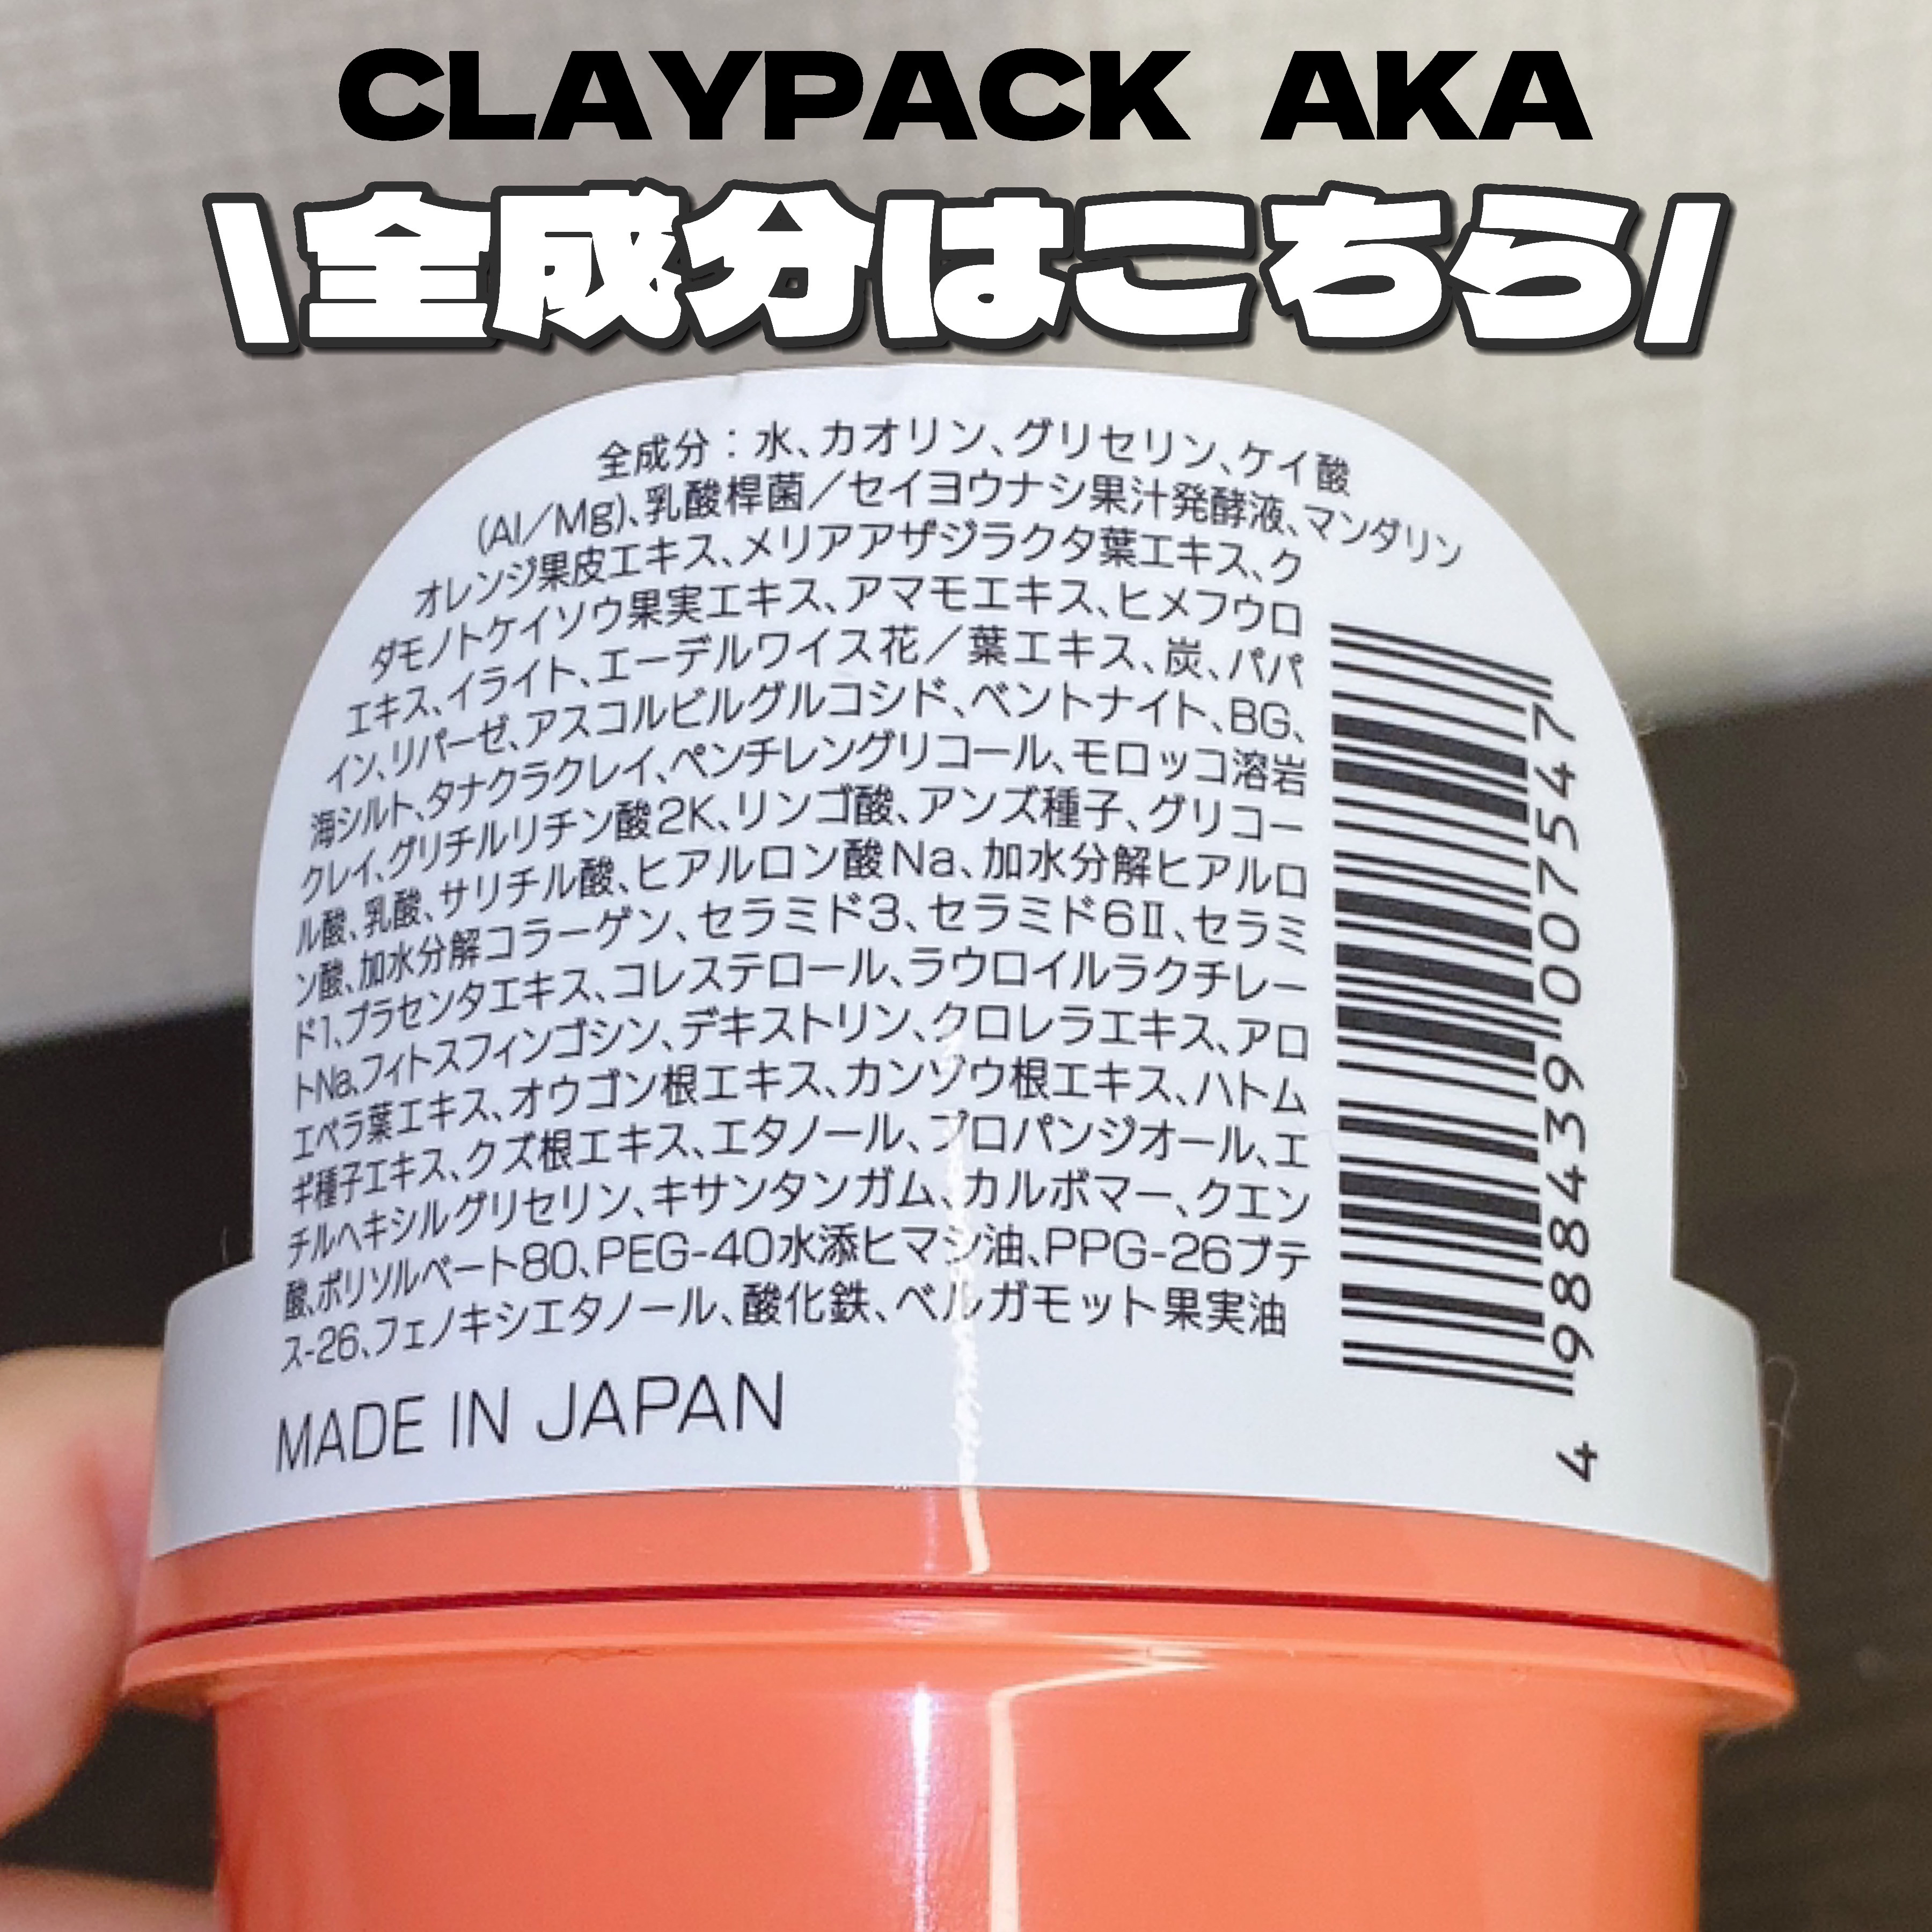 CLAYPACK AKA
\全成分はこちら/
全成分：水、カオリン、グリセリン、ケイ酸
(Al／Mg)、乳酸桿菌／セイヨウナシ果汁発酵液、マンダリン
オレンジ果皮エキス、メリアアザジラクタ葉エキス、ク
ダモノトケイソウ果実エキス、アマモエキス、ヒメフウロ
エキス、イライト、エーデルワイス花／葉エキス、炭、パパ
イン、リパーゼ、アスコルビルグルコシド、ベントナイト、BG、
海シルト、タナクラクレイ、ペンチレングリコール、モロッコ溶岩
クレイ、グリチルリチン酸2K、リンゴ酸、アンズ種子、グリコー
ル酸、乳酸、サリチル酸、ヒアルロン酸Na、加水分解ヒアルロ
ン酸、加水分解コラーゲン、セラミド3、セラミド6Ⅱ、セラミ
ド1、プラセンタエキス、コレステロール、ラウロイルラクチレー
トNa、フィトスフィンゴシン、デキストリン、クロレラエキス、アロ
エベラ葉エキス、オウゴン根エキス、カンゾウ根エキス、ハトム
ギ種子エキス、クズ根エキス、エタノール、プロパンジオール、エ
チルヘキシルグリセリン、キサンタンガム、カルボマー、クエン
酸、ポリソルベート80、PEG-40水添ヒマシ油、PPG-26ブテ
ス-26、フェノキシエタノール、酸化鉄、ベルガモット果実油
MADE IN JAPAN
4 988439 007547